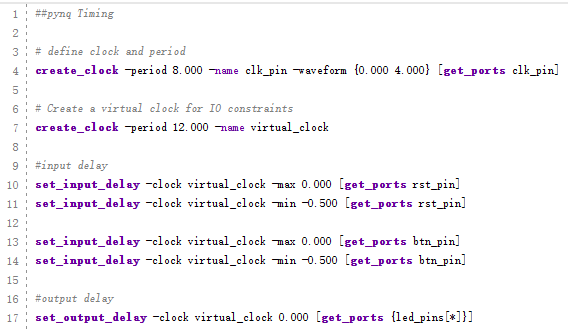 1 ##pynq Timing
2
3 # define clock and period
4 create_clock -period 8.000 -name clk_pin -waveform {0.000 4.000} [get_ports clk_pin]
5
6 # Create a virtual clock for IO constraints
7 create_clock -period 12.000 -name virtual_clock
8
9 #input delay
10 set_input_delay -clock virtual_clock -max 0.000 [get_ports rst_pin]
11 set_input_delay -clock virtual_clock -min -0.500 [get_ports rst_pin]
12
13 set_input_delay -clock virtual_clock -max 0.000 [get_ports btn_pin]
14 set_input_delay -clock virtual_clock -min -0.500 [get_ports btn_pin]
15
16 #output delay
17 set_output_delay -clock virtual_clock 0.000 [get_ports {led_pins[*]}]